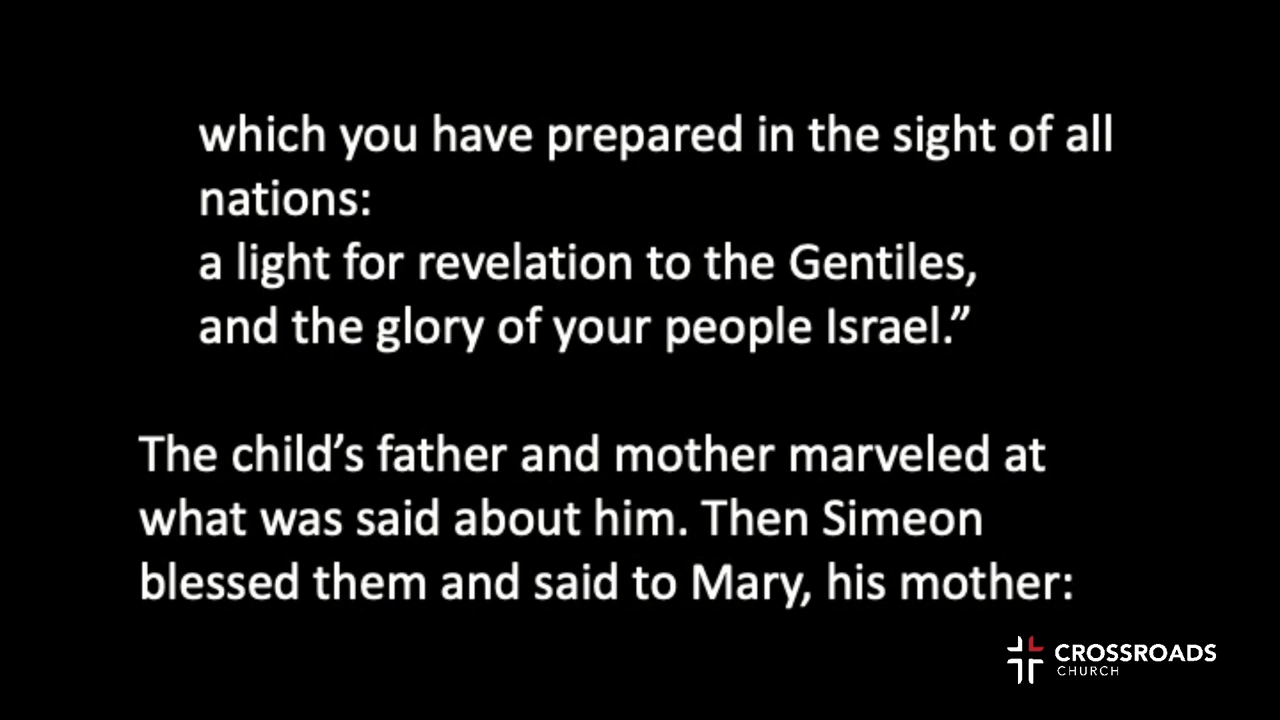 which you have prepared in the sight of all
nations:
a light for revelation to the Gentiles,
and the glory of your people Israel.”
The child’s father and mother marveled at
what was said about him. Then Simeon
blessed them and said to Mary, his mother:
CROSSROADS
CHURCH